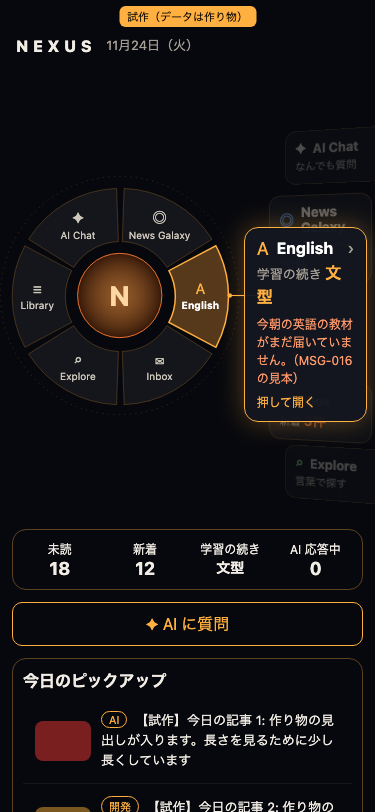 試作（データは作り物）
NEXUS 11月24日（火）
AI Chat
なんでも質問
News
Galaxy
AI Chat
News Galaxy
Library
N
A
English
Explore
Inbox
A English ›
学習の続き 文
型
今朝の英語の教材
がまだ届いていま
せん。（MSG-016
の見本）
押して開く
新着
Explore
言葉で探す
未読 新着 学習の続き AI 応答中
18 12 文型 0
AI に質問
今日のピックアップ
AI 【試作】今日の記事 1: 作り物の見
出しが入ります。長さを見るために少し
長くしています
開発 【試作】今日の記事 2: 作り物の